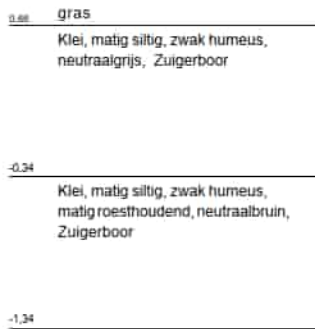 gras
0.66
Klei, matig siltig, zwak humeus,
neutraalgrijs, Zuigerboor
-0.34
Klei, matig siltig, zwak humeus,
matig roesthoudend, neutraalbruin,
Zuigerboor
-1,34